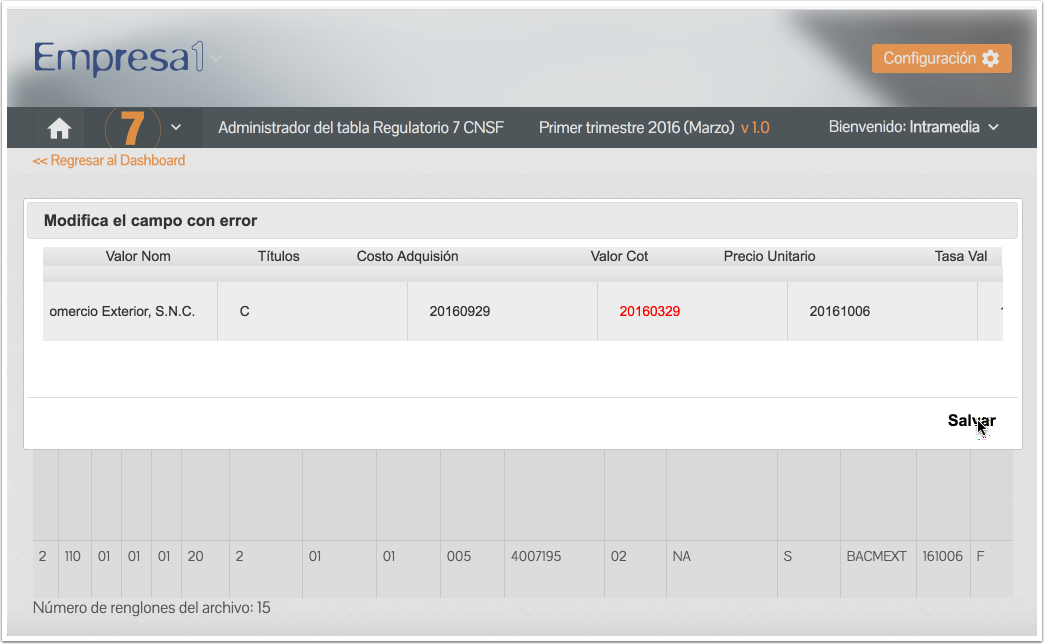 Empresa1
Configuración
7 Administrador del tabla Regulatorio 7 CNSF Primer trimestre 2016 (Marzo) v 1.0 Bienvenido: Intramedia
<< Regresar al Dashboard
Modifica el campo con error
Valor Nom Títulos Costo Adquisión Valor Cot Precio Unitario Tasa Val
omercio Exterior, S.N.C. C 20160929 20160329 20161006
Salvar
2 110 01 01 01 20 2 01 01 005 4007195 02 NA S BACMEXT 161006 F
Número de renglones del archivo: 15